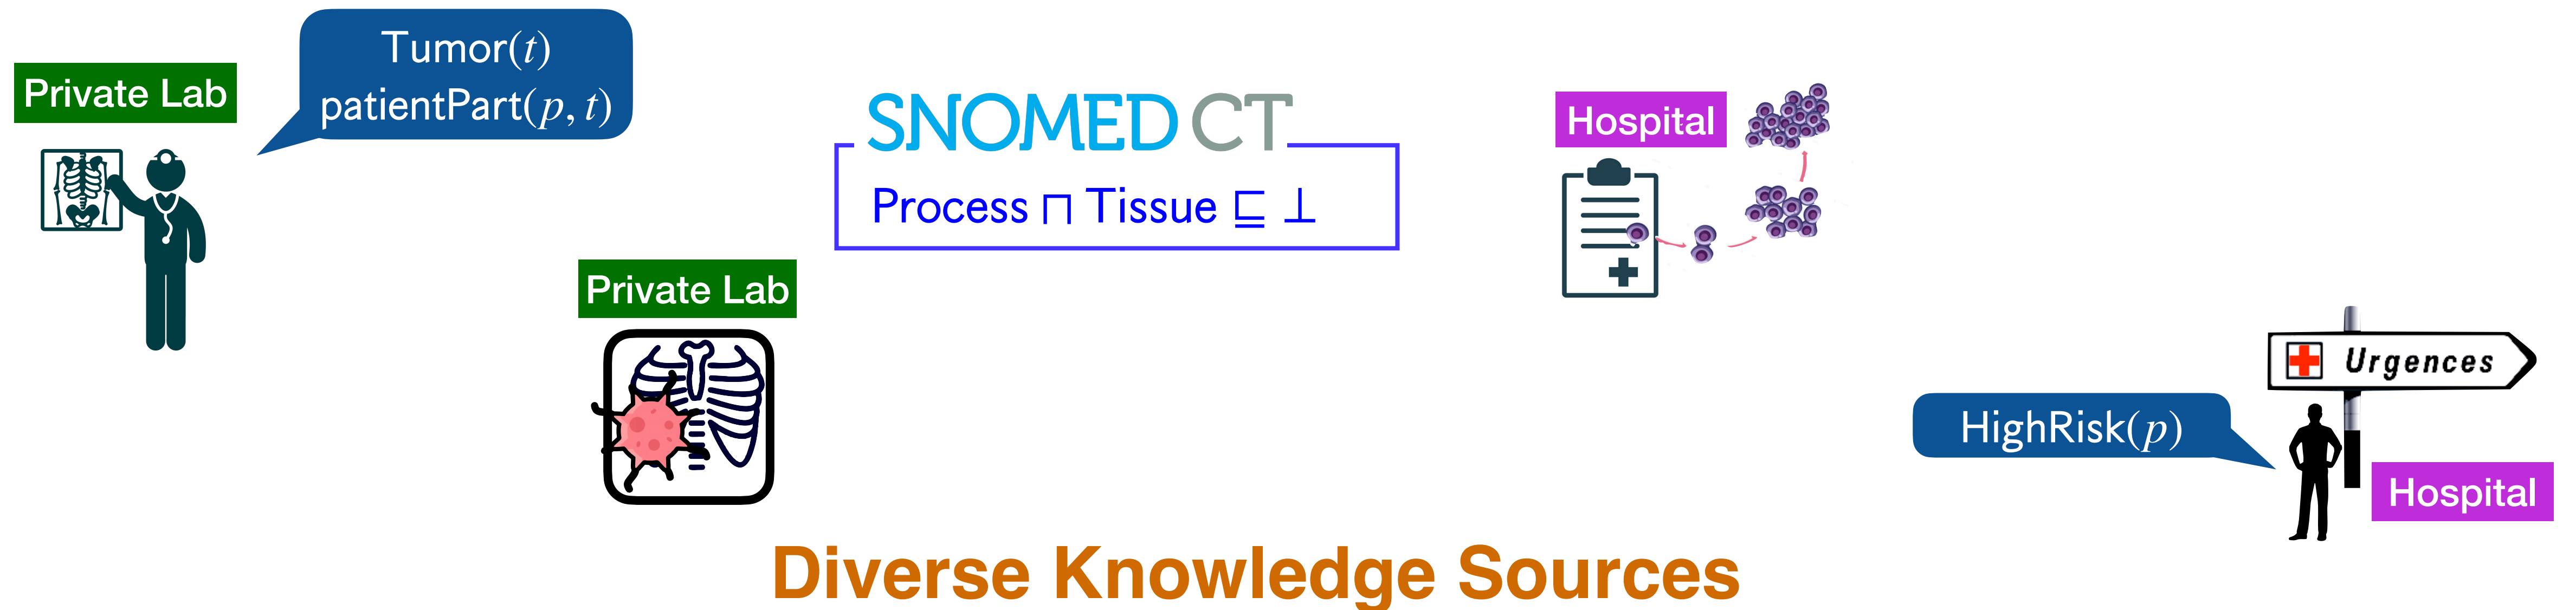 Private Lab
Tumor(t)
patientPart(p, t)
SNOMED CT
Process ⊓ Tissue ⊑ ⊥
Hospital
Private Lab
Urgences
HighRisk(p)
Hospital
Diverse Knowledge Sources